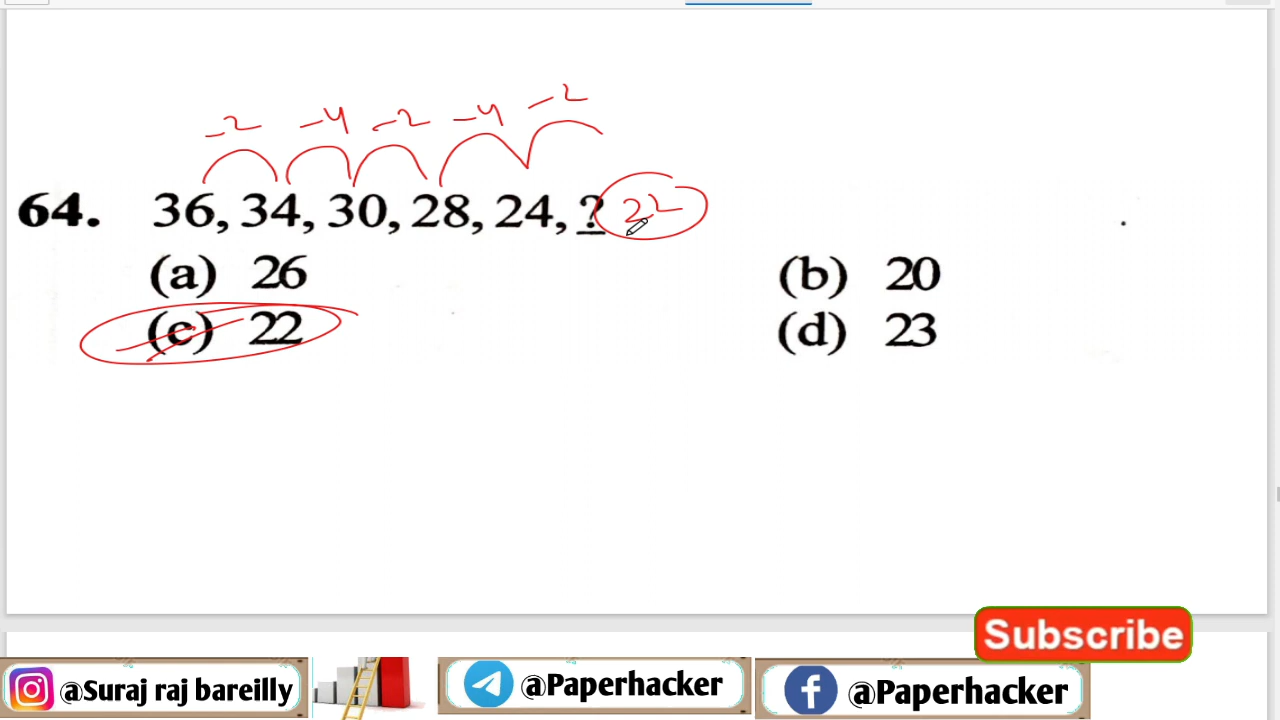 -2 -4 -2 -4 -2
64. 36, 34, 30, 28, 24, ? 22
(a) 26 (b) 20
(c) 22 (d) 23
Subscribe
@Suraj raj bareilly @Paperhacker @Paperhacker